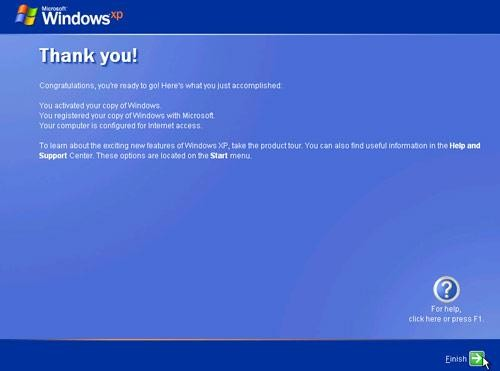 Microsoft
Windows xp
Thank you!
Congratulations, you're ready to go! Here's what you just accomplished:
You activated your copy of Windows.
You registered your copy of Windows with Microsoft.
Your computer is configured for Internet access.
To learn about the exciting new features of Windows XP, take the product tour. You can also find useful information in the Help and
Support Center. These options are located on the Start menu.
?
For help,
click here or press F1.
Finish